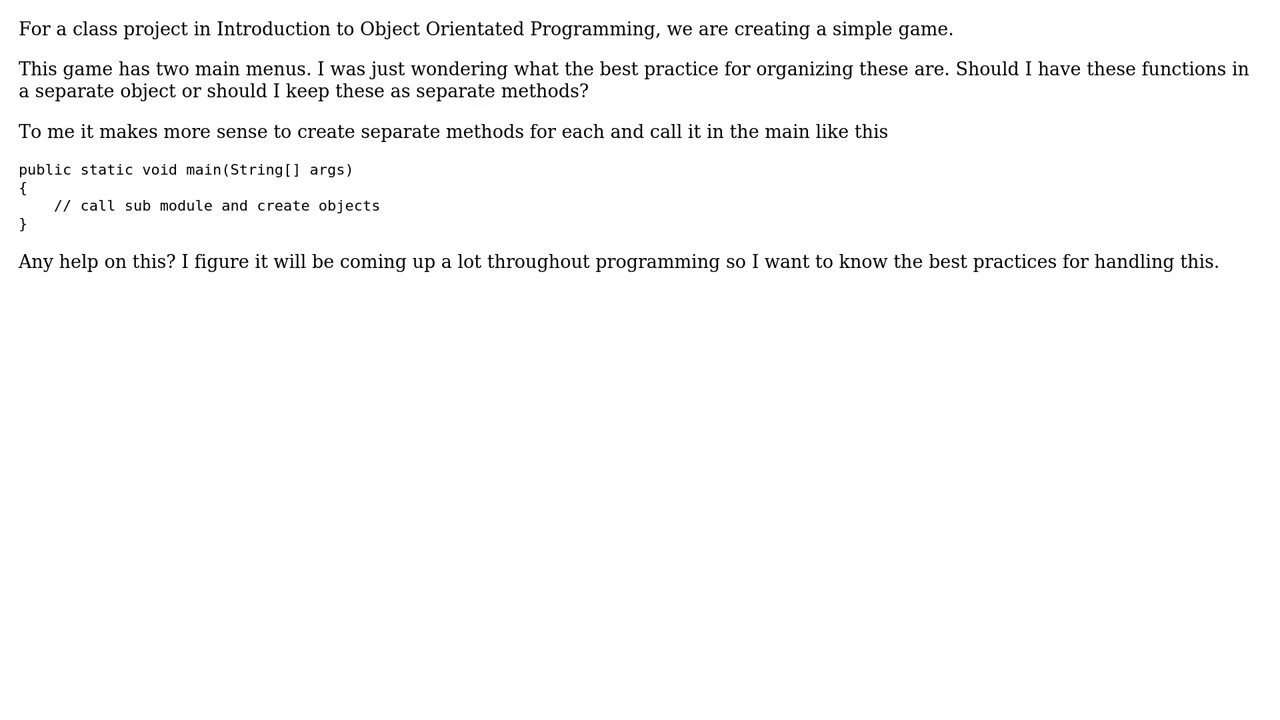 For a class project in Introduction to Object Orientated Programming, we are creating a simple game.
This game has two main menus. I was just wondering what the best practice for organizing these are. Should I have these functions in
a separate object or should I keep these as separate methods?
To me it makes more sense to create separate methods for each and call it in the main like this
public static void main(String[] args)
{
    // call sub module and create objects
}
Any help on this? I figure it will be coming up a lot throughout programming so I want to know the best practices for handling this.